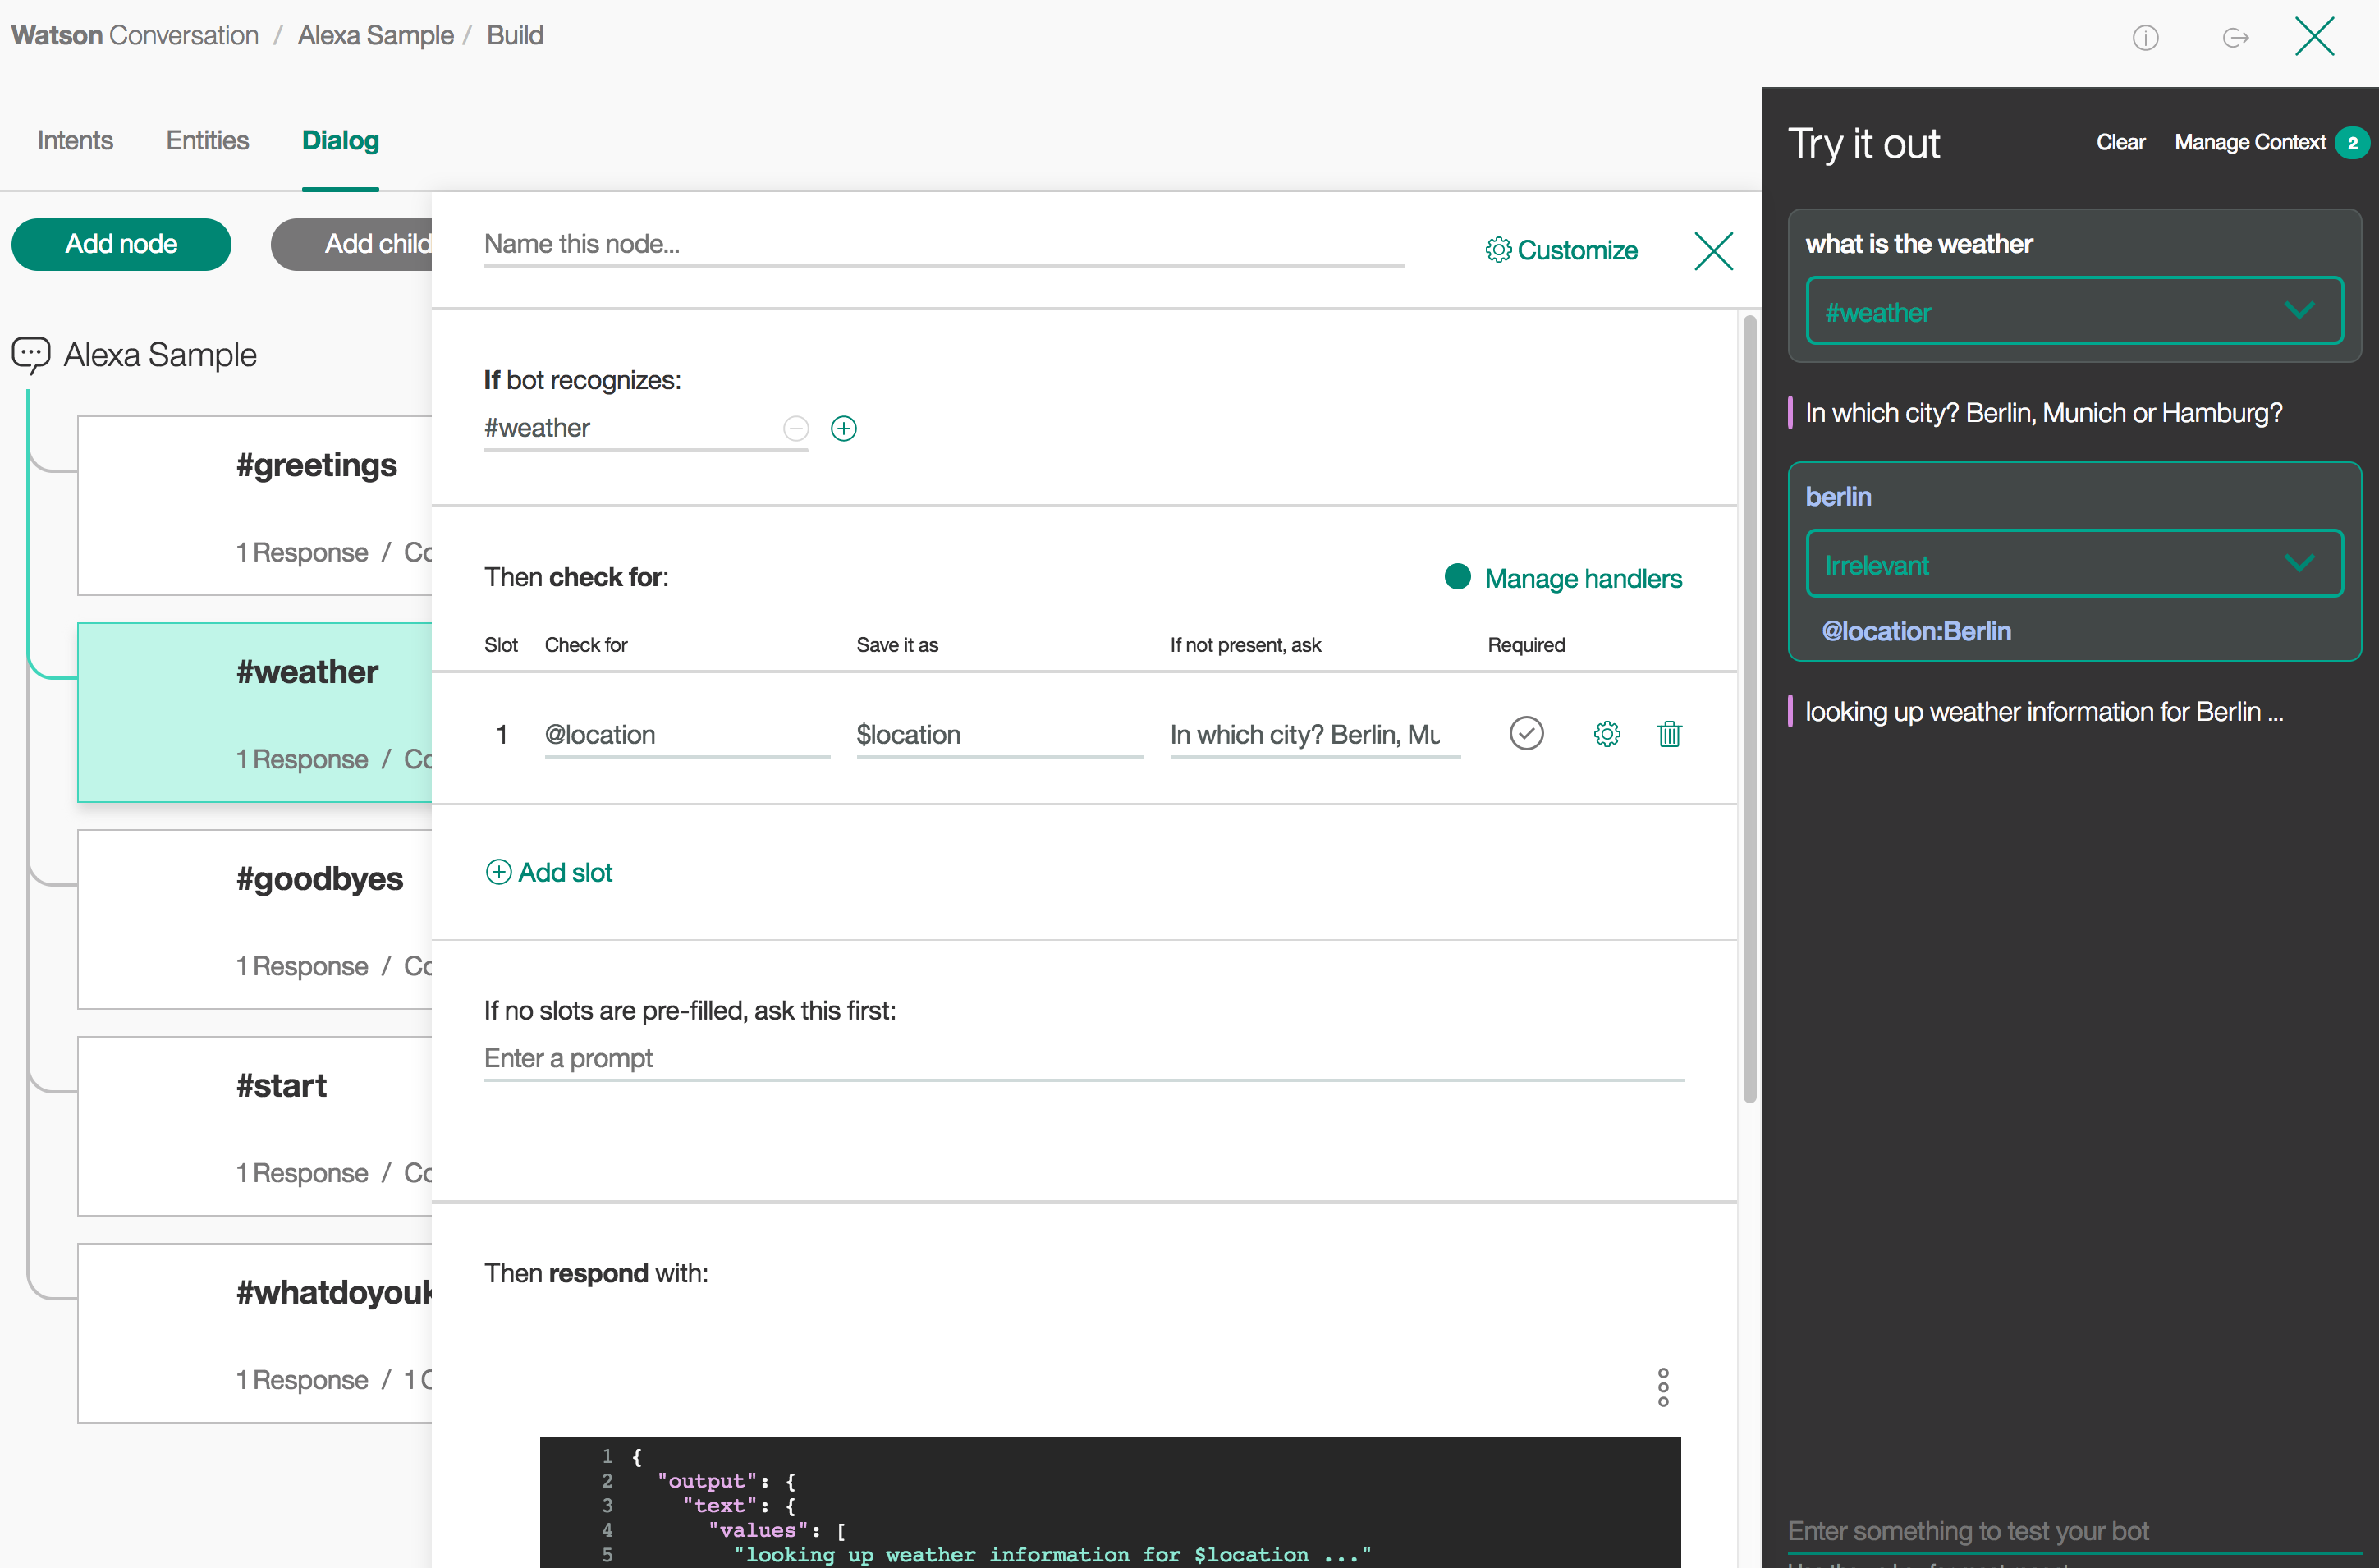 Watson Conversation / Alexa Sample / Build
Intents Entities Dialog
Add node Add child
Alexa Sample
#greetings
1 Response / Co
#weather
1 Response / Co
#goodbyes
1 Response / Co
#start
1 Response / Co
#whatdoyouk
1 Response / 1 C
Name this node...
Customize
If bot recognizes:
#weather
Then check for:
Manage handlers
Slot Check for Save it as If not present, ask Required
1 @location $location In which city? Berlin, Mu
Add slot
If no slots are pre-filled, ask this first:
Enter a prompt
Then respond with:
1 {
2 "output": {
3 "text": {
4 "values": [
5 "looking up weather information for $location ..."
Try it out Clear Manage Context 2
what is the weather
#weather
In which city? Berlin, Munich or Hamburg?
berlin
Irrelevant
@location:Berlin
looking up weather information for Berlin ...
Enter something to test your bot